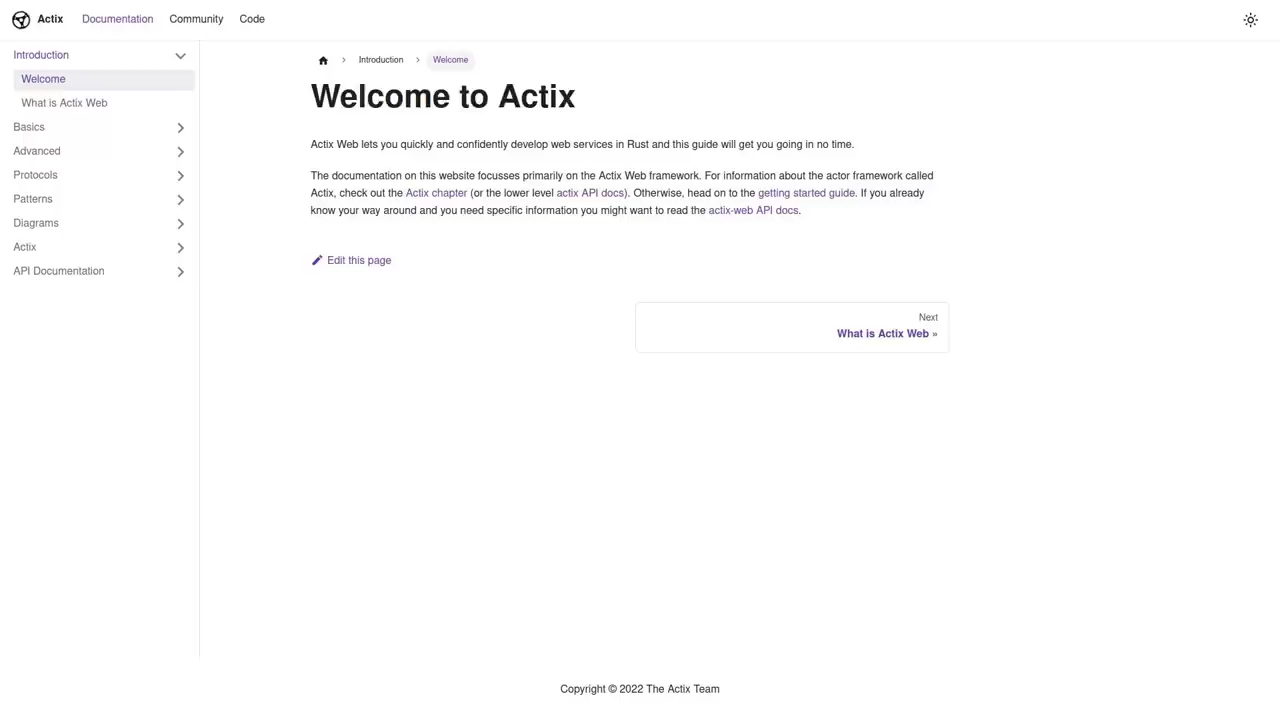 Actix
Documentation
Community
Code
Introduction
Welcome
What is Actix Web
Basics
Advanced
Protocols
Patterns
Diagrams
Actix
API Documentation
Introduction
Welcome
Welcome to Actix
Actix Web lets you quickly and confidently develop web services in Rust and this guide will get you going in no time.
The documentation on this website focusses primarily on the Actix Web framework. For information about the actor framework called
Actix, check out the Actix chapter (or the lower level actix API docs). Otherwise, head on to the getting started guide. If you already
know your way around and you need specific information you might want to read the actix-web API docs.
Edit this page
Next
What is Actix Web »
Copyright © 2022 The Actix Team